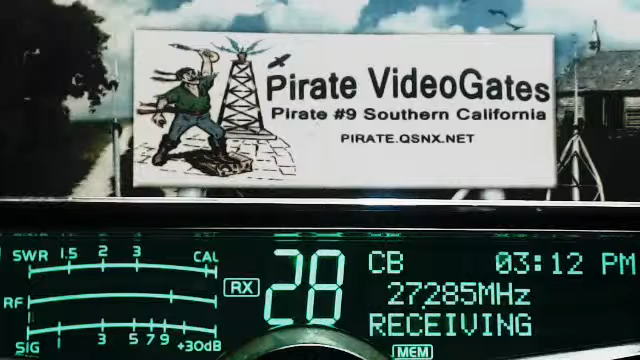 Pirate VideoGates
Pirate #9 Southern California
PIRATE.QSNX.NET
SWR 1.5 2 3 CAL
RX
28
CB
03:12 PM
RF
27285MHz
SIG 1 3 5 7 9 +30dB
RECEIVING
MEM